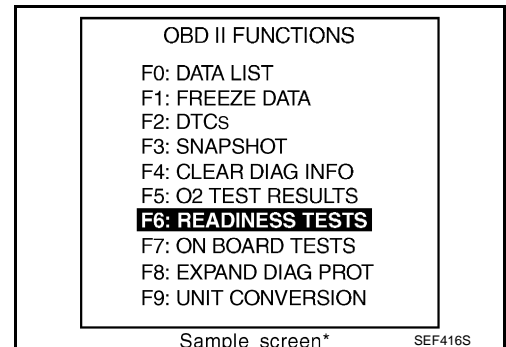 OBD II FUNCTIONS
F0: DATA LIST
F1: FREEZE DATA
F2: DTCs
F3: SNAPSHOT
F4: CLEAR DIAG INFO
F5: O2 TEST RESULTS
F6: READINESS TESTS
F7: ON BOARD TESTS
F8: EXPAND DIAG PROT
F9: UNIT CONVERSION
Sample screen*
SEF416S